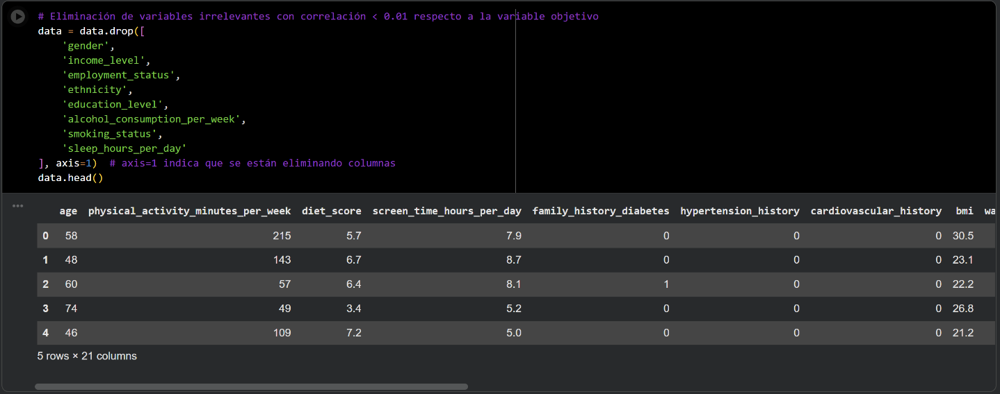 # Eliminación de variables irrelevantes con correlación < 0.01 respecto a la variable objetivo
data = data.drop([
    'gender',
    'income_level',
    'employment_status',
    'ethnicity',
    'education_level',
    'alcohol_consumption_per_week',
    'smoking_status',
    'sleep_hours_per_day'
], axis=1)  # axis=1 indica que se están eliminando columnas
data.head()
age physical_activity_minutes_per_week diet_score screen_time_hours_per_day family_history_diabetes hypertension_history cardiovascular_history bmi wa
0 58 215 5.7 7.9 0 0 0 30.5
1 48 143 6.7 8.7 0 0 0 23.1
2 60 57 6.4 8.1 1 0 0 22.2
3 74 49 3.4 5.2 0 0 0 26.8
4 46 109 7.2 5.0 0 0 0 21.2
5 rows × 21 columns